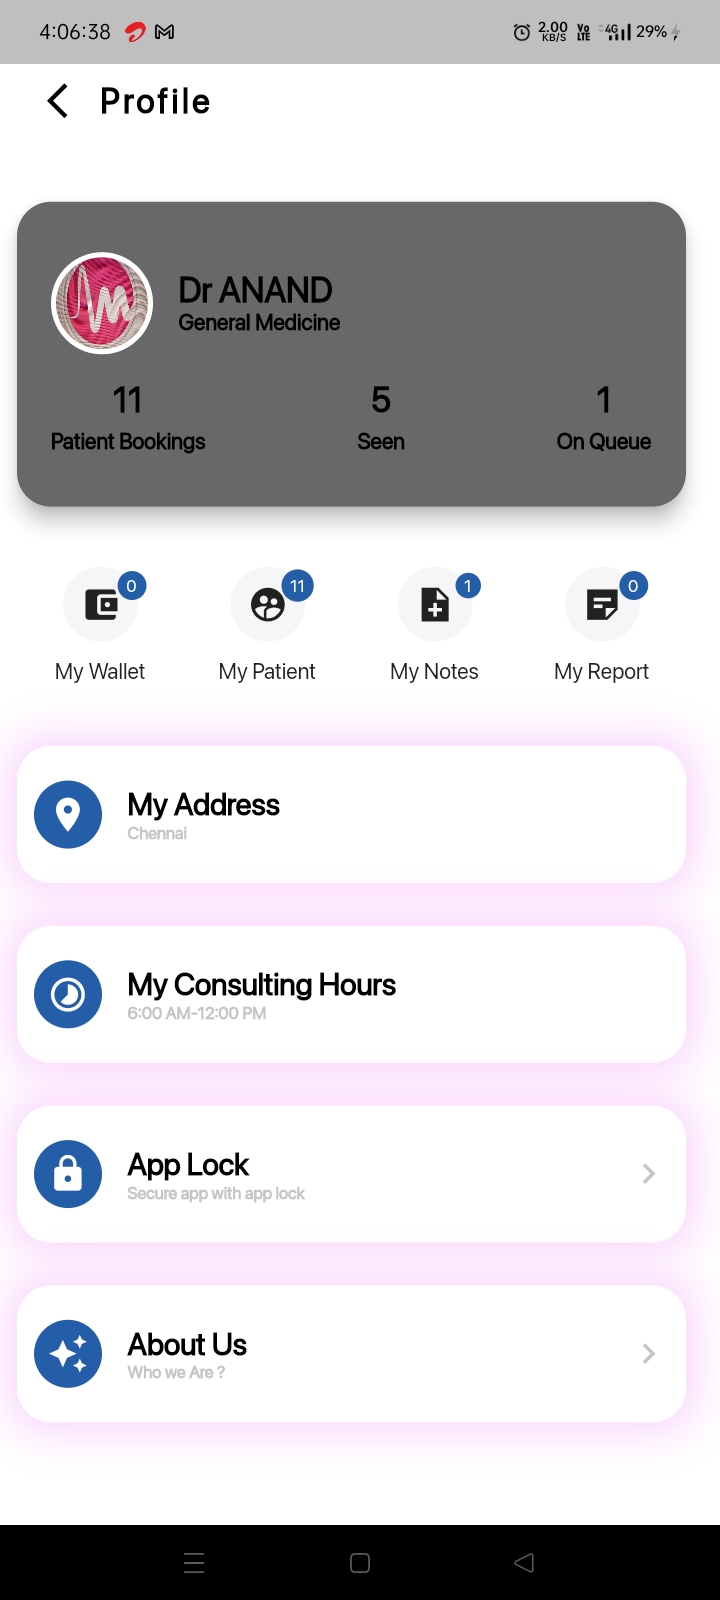 4:06:38 2.00 KB/S Vo LTE 4G 29%
Profile
Dr ANAND
General Medicine
11 5 1
Patient Bookings Seen On Queue
0 11 1 0
My Wallet My Patient My Notes My Report
My Address
Chennai
My Consulting Hours
6:00 AM-12:00 PM
App Lock
Secure app with app lock
About Us
Who we Are ?